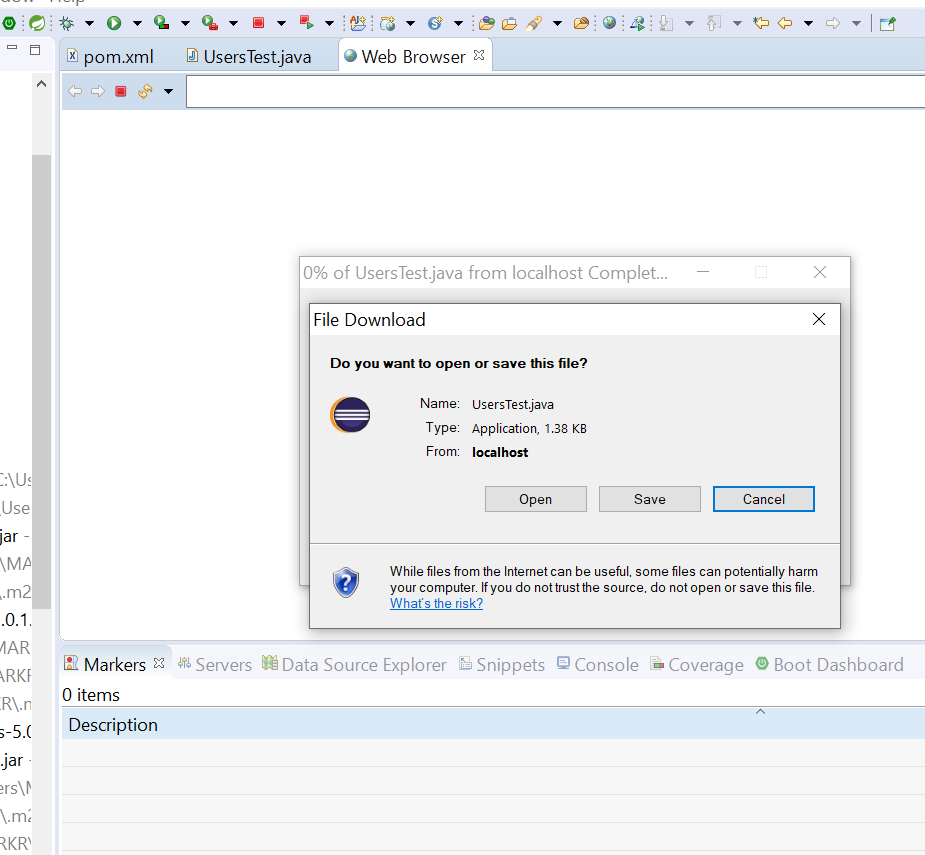 Help
pom.xml
UsersTest.java
Web Browser
0% of UsersTest.java from localhost Complet...
File Download
Do you want to open or save this file?
Name: UsersTest.java
Type: Application, 1.38 KB
From: localhost
Open Save Cancel
While files from the Internet can be useful, some files can potentially harm
your computer. If you do not trust the source, do not open or save this file.
What's the risk?
C:\Us
\Use
jar -
\MA
\.m2
.0.1.
MAR
ARKR
R\.m
s-5.0
.jar -
ers\M
\.m2
RKR\
Markers Servers Data Source Explorer Snippets Console Coverage Boot Dashboard
0 items
Description